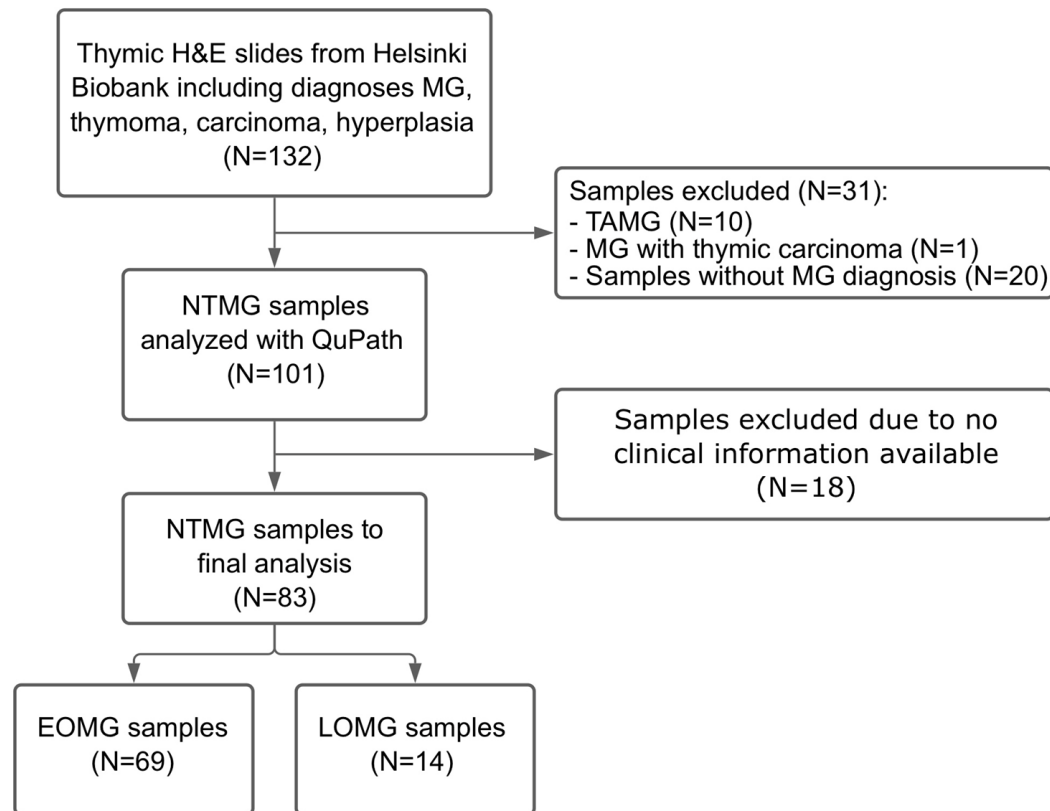 Thymic H&E slides from Helsinki
Biobank including diagnoses MG,
thymoma, carcinoma, hyperplasia
(N=132)
Samples excluded (N=31):
- TAMG (N=10)
- MG with thymic carcinoma (N=1)
- Samples without MG diagnosis (N=20)
NTMG samples
analyzed with QuPath
(N=101)
Samples excluded due to no
clinical information available
(N=18)
NTMG samples to
final analysis
(N=83)
EOMG samples
(N=69)
LOMG samples
(N=14)